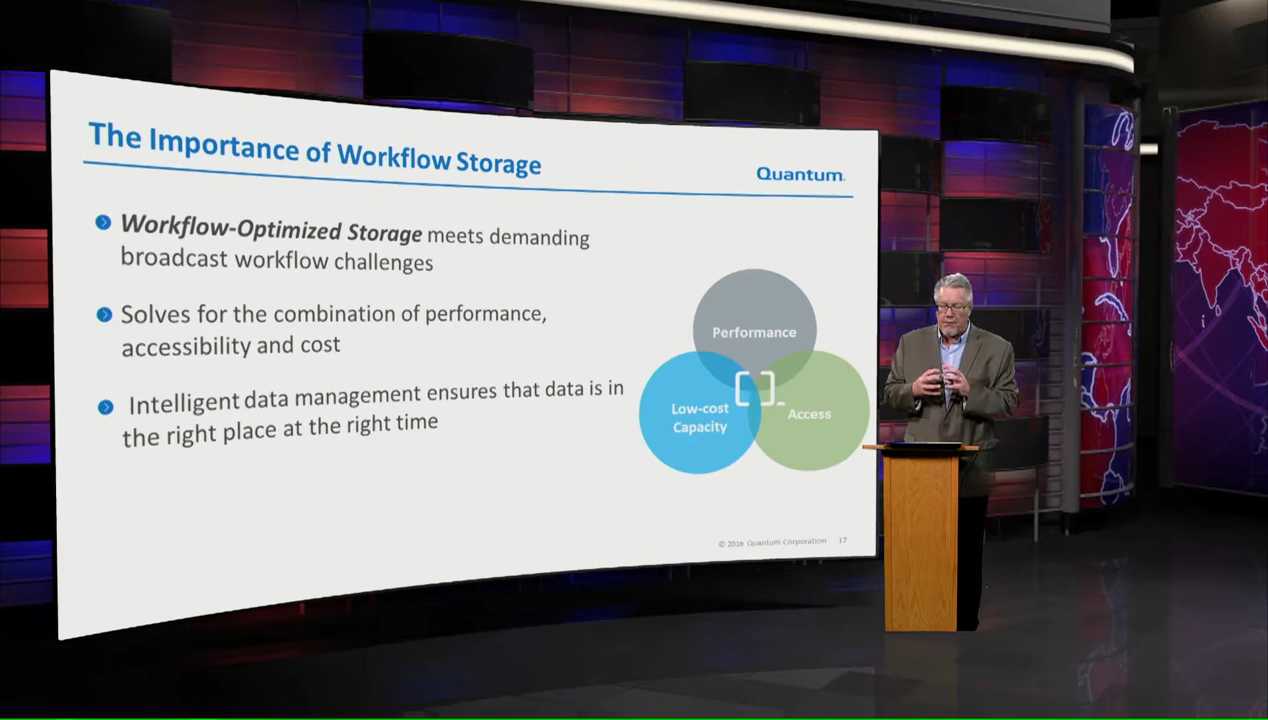 The Importance of Workflow Storage
Quantum.
Workflow-Optimized Storage meets demanding
broadcast workflow challenges
Solves for the combination of performance,
accessibility and cost
Intelligent data management ensures that data is in
the right place at the right time
Performance
Low-cost
Capacity
Access
© 2016 Quantum Corporation 17